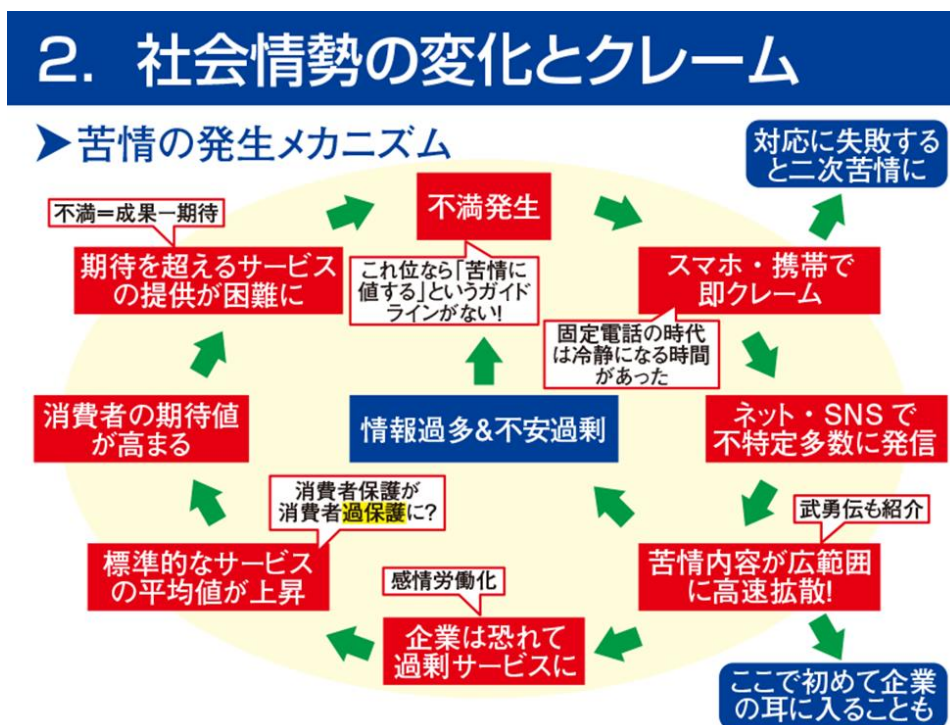 2. 社会情勢の変化とクレーム
➤苦情の発生メカニズム
対応に失敗する
と二次苦情に
不満発生
不満＝成果ー期待
期待を超えるサービス
の提供が困難に
これ位なら「苦情に
値する」というガイド
ラインがない!
スマホ・携帯で
即クレーム
固定電話の時代
は冷静になる時間
があった
消費者の期待値
が高まる
情報過多&不安過剰
ネット・SNSで
不特定多数に発信
消費者保護が
消費者過保護に?
武勇伝も紹介
標準的なサービス
の平均値が上昇
感情労働化
苦情内容が広範囲
に高速拡散!
企業は恐れて
過剰サービスに
ここで初めて企業
の耳に入ることも